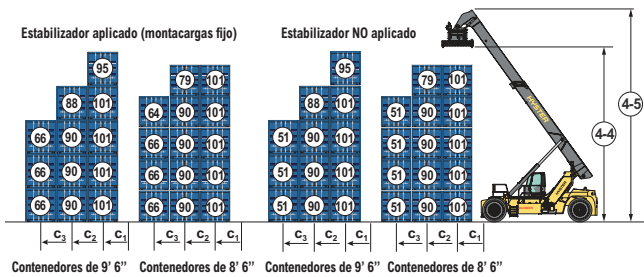 Estabilizador aplicado (montacargas fijo)
95
88 101
66 90 101
66 90 101
66 90 101
C3 C2 C1
Contenedores de 9' 6"
79 101
64 90 101
66 90 101
66 90 101
66 90 101
C3 C2 C1
Contenedores de 8' 6"
Estabilizador NO aplicado
95
88 101
51 90 101
51 90 101
51 90 101
C3 C2 C1
Contenedores de 9' 6"
79 101
51 90 101
51 90 101
51 90 101
51 90 101
C3 C2 C1
Contenedores de 8' 6"
HYSTER
4-4
4-5